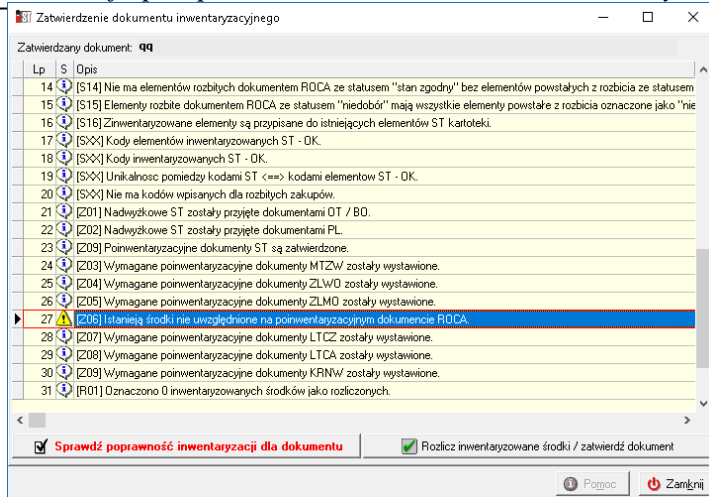 Zatwierdzenie dokumentu inwentaryzacyjnego
Zatwierdzany dokument: qq
Lp S Opis
14 [S14] Nie ma elementów rozbitych dokumentem ROCA ze statusem "stan zgodny" bez elementów powstałych z rozbicia ze statusem
15 [S15] Elementy rozbite dokumentem ROCA ze statusem "niedobór" mają wszystkie elementy powstałe z rozbicia oznaczone jako "nie
16 [S16] Zinwentaryzowane elementy są przypisane do istniejących elementów ST kartoteki.
17 [SXX] Kody elementów inwentaryzowanych ST - OK.
18 [SXX] Kody inwentaryzowanych ST - OK.
19 [SXX] Unikalnosc pomiedzy kodami ST <==> kodami elementow ST - OK.
20 [SXX] Nie ma kodów wpisanych dla rozbitych zakupów.
21 [Z01] Nadwyżkowe ST zostały przyjęte dokumentami OT / BO.
22 [Z02] Nadwyżkowe ST zostały przyjęte dokumentami PL.
23 [Z09] Poinwentaryzacyjne dokumenty ST są zatwierdzone.
24 [Z03] Wymagane poinwentaryzacyjne dokumenty MTZW zostały wystawione.
25 [Z04] Wymagane poinwentaryzacyjne dokumenty ZLWO zostały wystawione.
26 [Z05] Wymagane poinwentaryzacyjne dokumenty ZLMO zostały wystawione.
27 [Z06] Istanieją środki nie uwzględnione na poinwentaryzacyjnym dokumencie ROCA.
28 [Z07] Wymagane poinwentaryzacyjne dokumenty LTCZ zostały wystawione.
29 [Z08] Wymagane poinwentaryzacyjne dokumenty LTCA zostały wystawione.
30 [Z09] Wymagane poinwentaryzacyjne dokumenty KRNW zostały wystawione.
31 [R01] Oznaczono 0 inwentaryzowanych środków jako rozliczonych.
Sprawdź poprawność inwentaryzacji dla dokumentu
Rozlicz inwentaryzowane środki / zatwierdź dokument
Pomoc
Zamknij